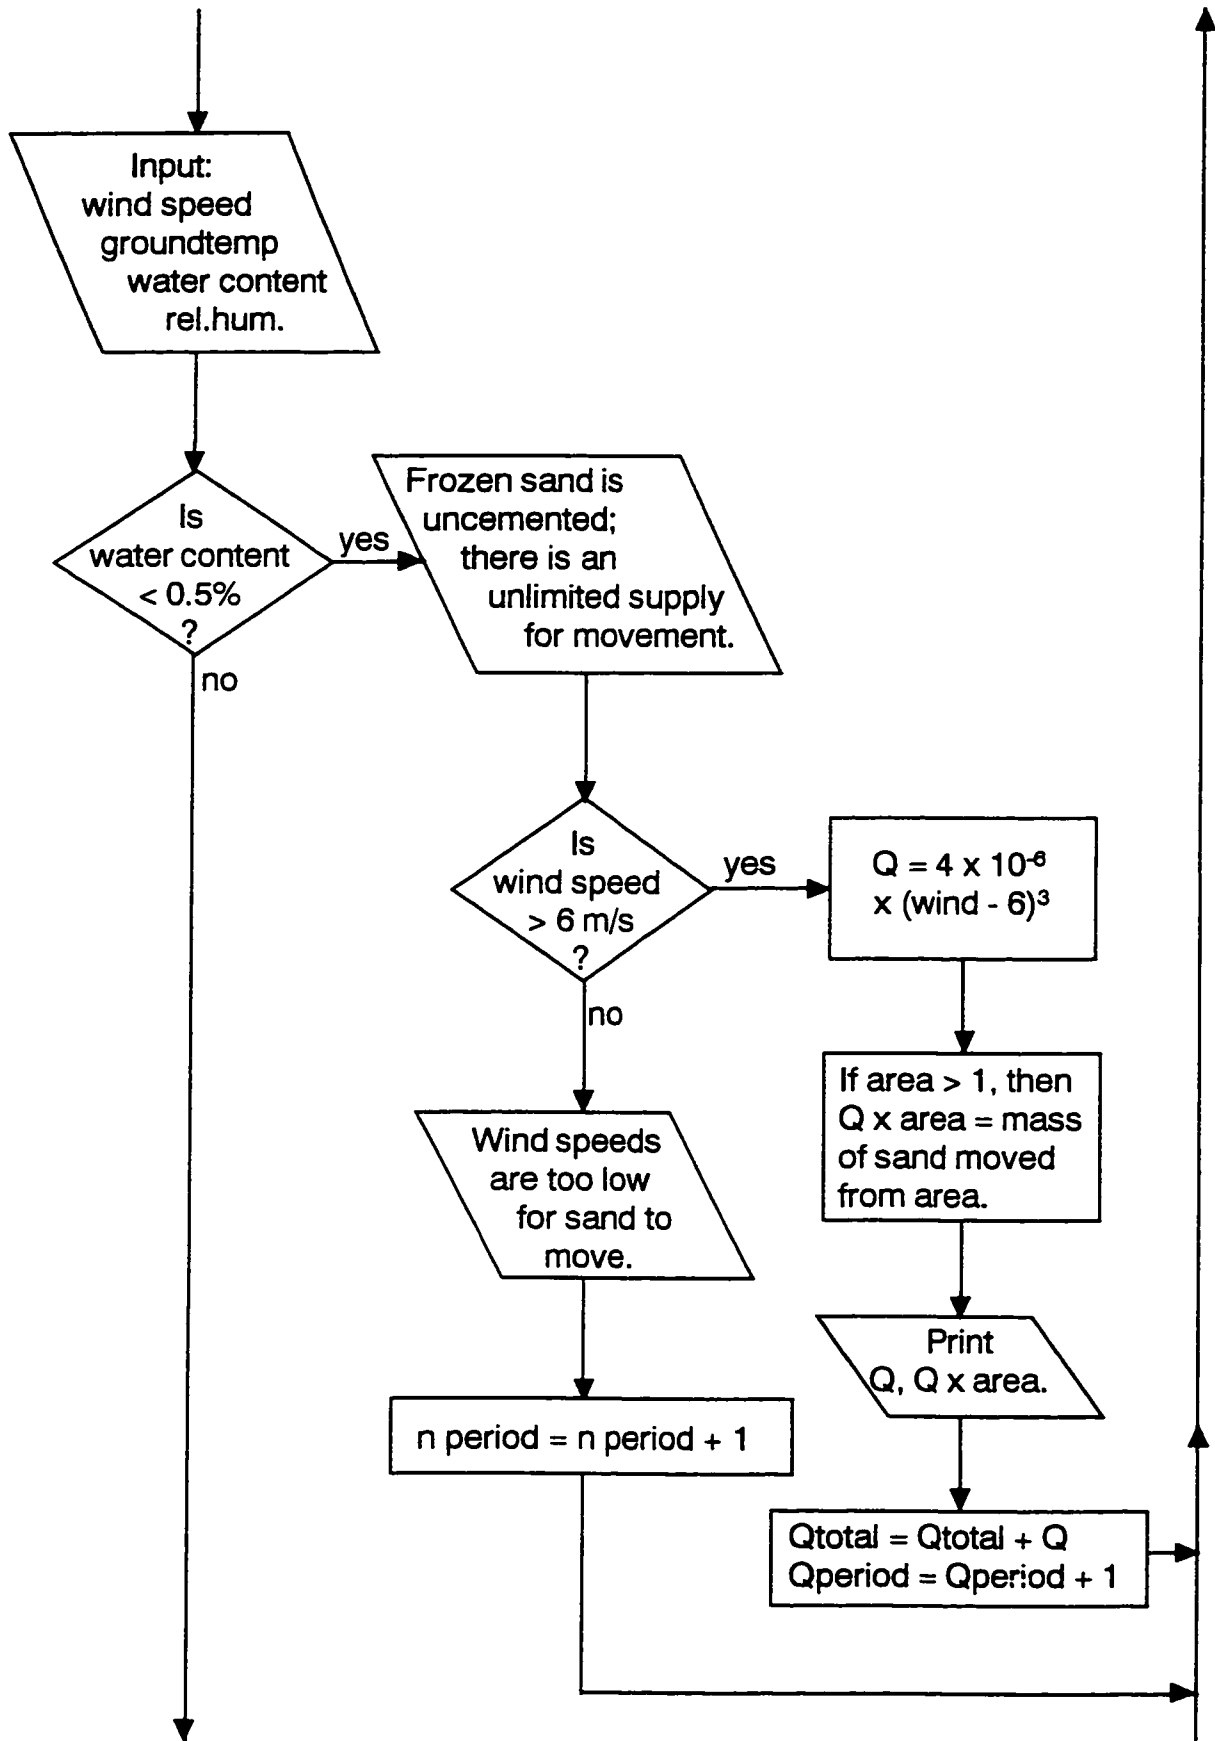 Input:
wind speed
groundtemp
water content
rel.hum.
Is
water content
< 0.5%
?
yes
no
Frozen sand is
uncemented;
there is an
unlimited supply
for movement.
Is
wind speed
> 6 m/s
?
yes
no
Q = 4 x 10⁻⁶
x (wind - 6)³
If area > 1, then
Q x area = mass
of sand moved
from area.
Wind speeds
are too low
for sand to
move.
Print
Q, Q x area.
n period = n period + 1
Qtotal = Qtotal + Q
Qperiod = Qperiod + 1